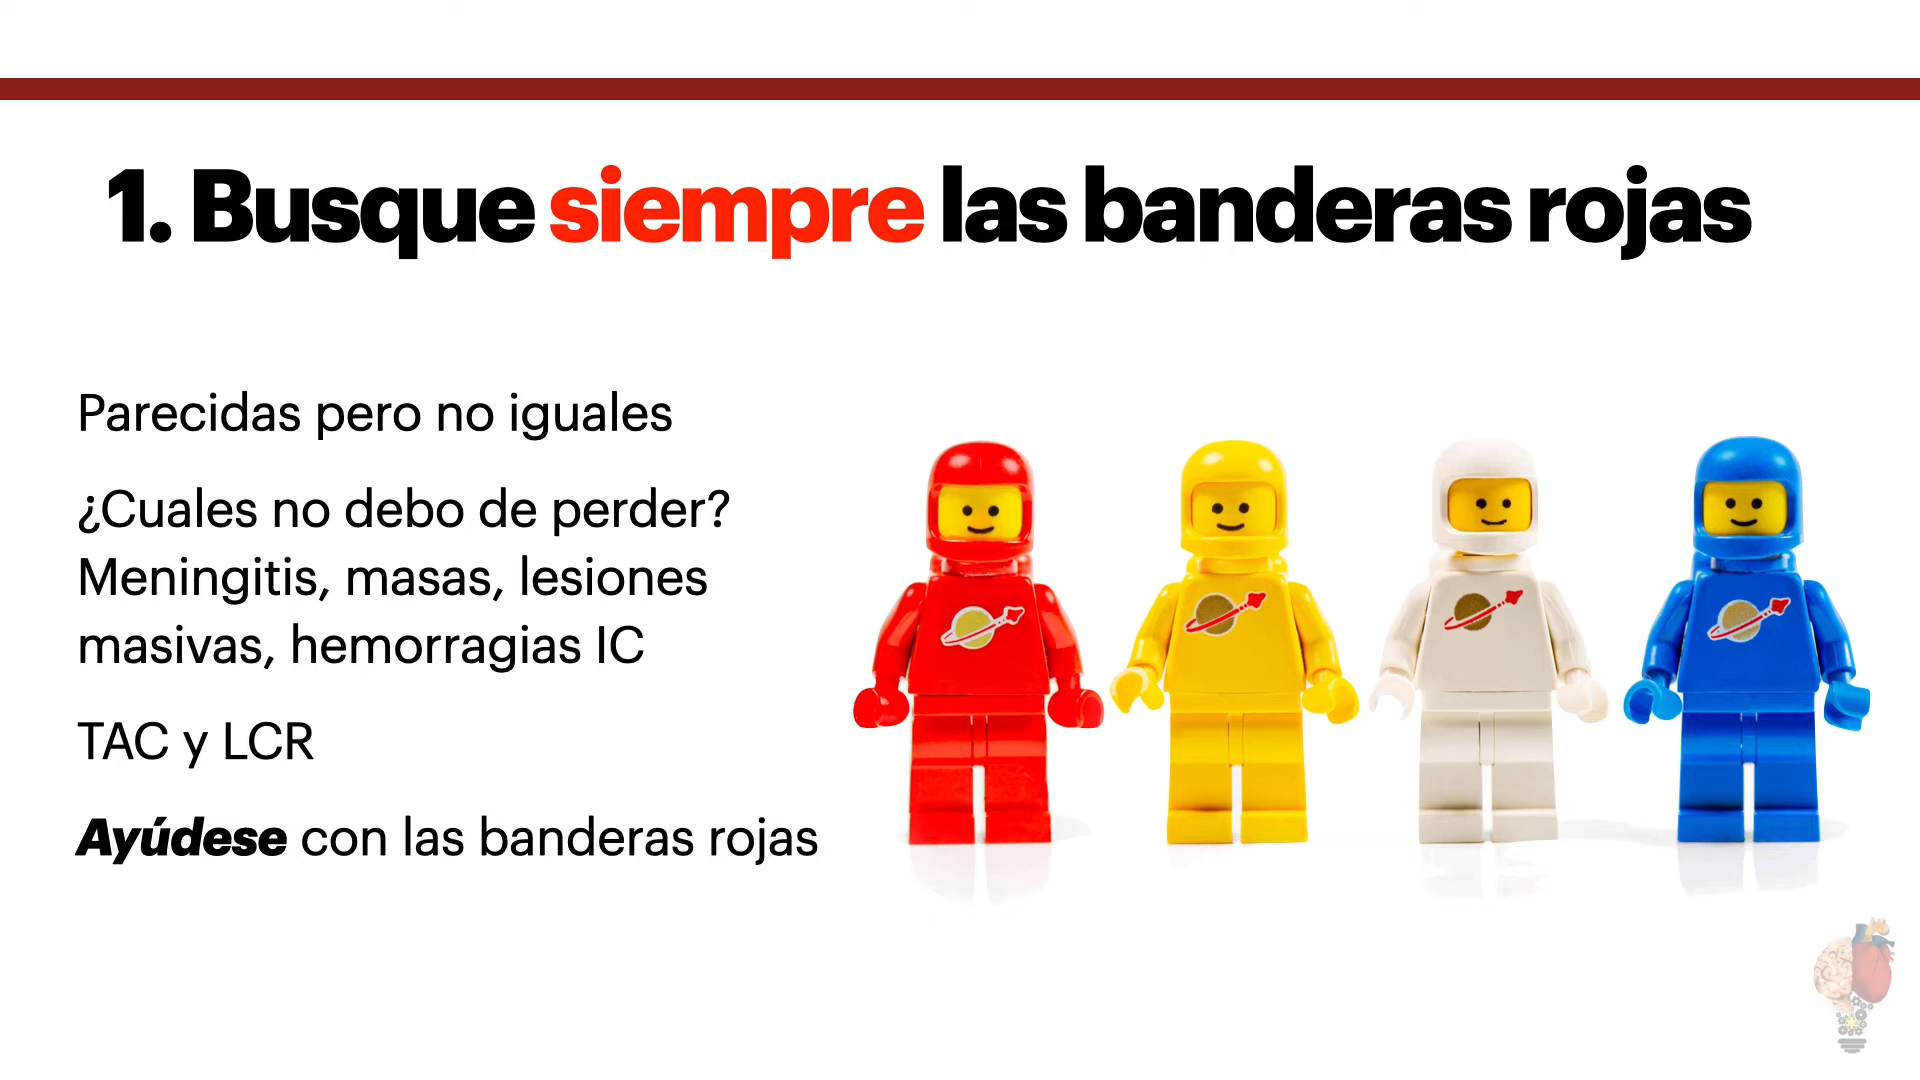 1. Busque siempre las banderas rojas
Parecidas pero no iguales
¿Cuales no debo de perder?
Meningitis, masas, lesiones
masivas, hemorragias IC
TAC y LCR
Ayúdese con las banderas rojas